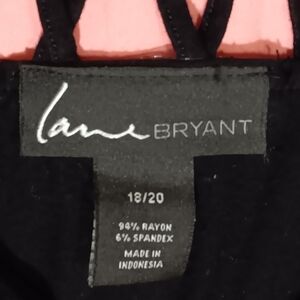 Lane BRYANT
18/20
94% RAYON
6% SPANDEX
MADE IN
INDONESIA